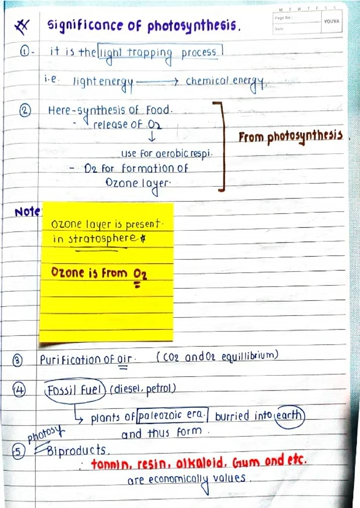 Significance of photosynthesis.
M T W T F S S
Page No.:
Date:
YOUVA
① - it is the light trapping process
i.e. light energy → chemical energy.
② Here - synthesis of Food.
- release of O2
↓
use for aerobic respi.
- O2 for formation of
Ozone layer.
From photosynthesis.
Note
Ozone layer is present
in stratosphere
Ozone is from O2
③ Purification of air. (CO2 and O2 equillibrium)
④ Fossil Fuel (diesel, petrol)
→ plants of paleozoic era burried into earth
and thus form.
photosy
⑤ Biproducts.
: tannin, resin, alkaloid, Gum and etc.
are economically values.